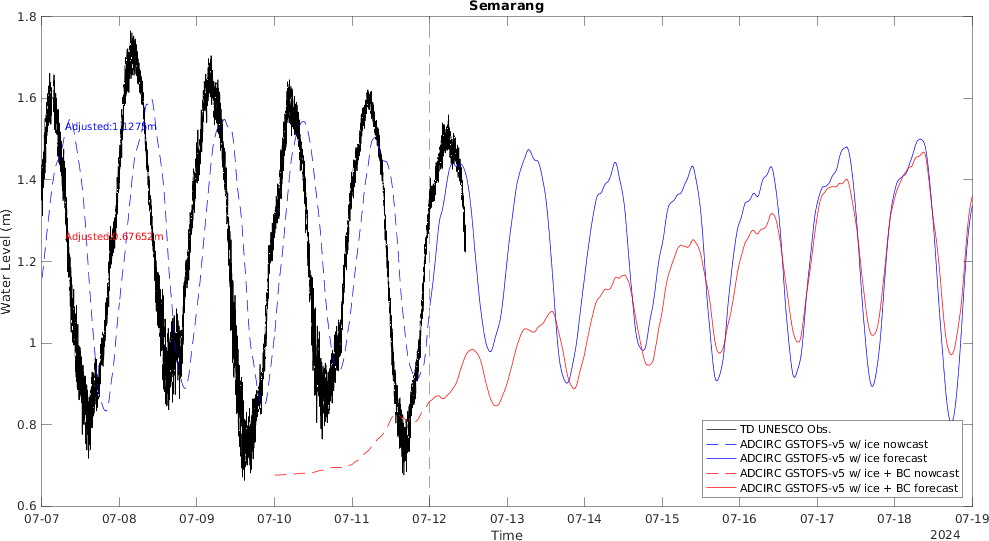 Semarang
1.8
1.6
1.4
1.2
1
0.8
0.6
Water Level (m)
Adjusted:1.1275m
Adjusted:0.67652m
TD UNESCO Obs.
ADCIRC GSTOFS-v5 w/ ice nowcast
ADCIRC GSTOFS-v5 w/ ice forecast
ADCIRC GSTOFS-v5 w/ ice + BC nowcast
ADCIRC GSTOFS-v5 w/ ice + BC forecast
07-07 07-08 07-09 07-10 07-11 07-12 07-13 07-14 07-15 07-16 07-17 07-18 07-19
Time
2024